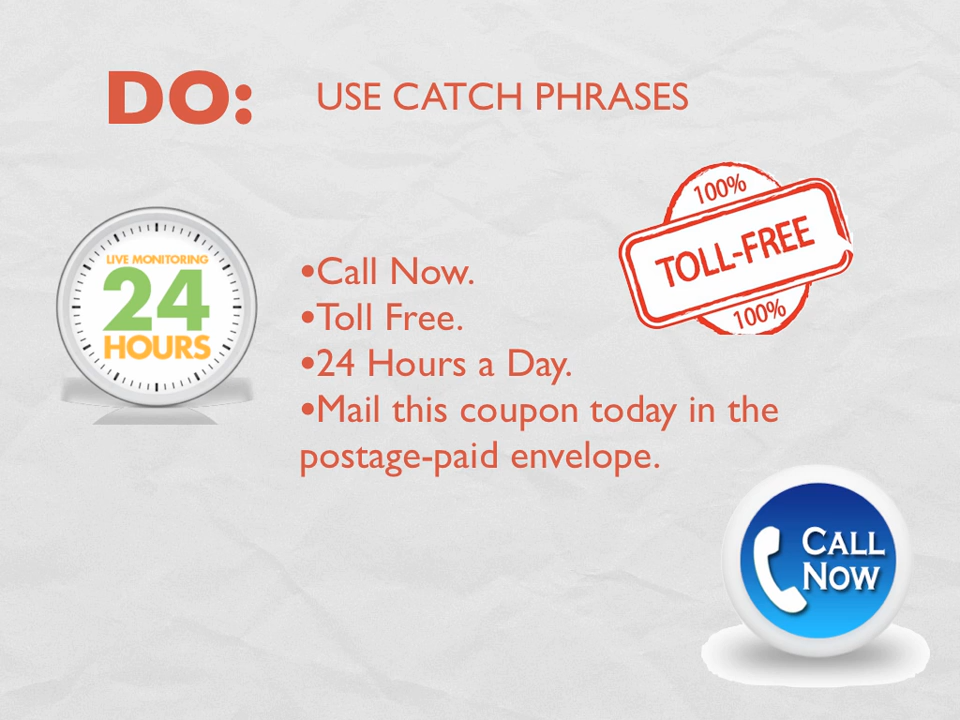 DO:
USE CATCH PHRASES
100%
TOLL-FREE
100%
LIVE MONITORING
24
HOURS
•Call Now.
•Toll Free.
•24 Hours a Day.
•Mail this coupon today in the
postage-paid envelope.
CALL
NOW